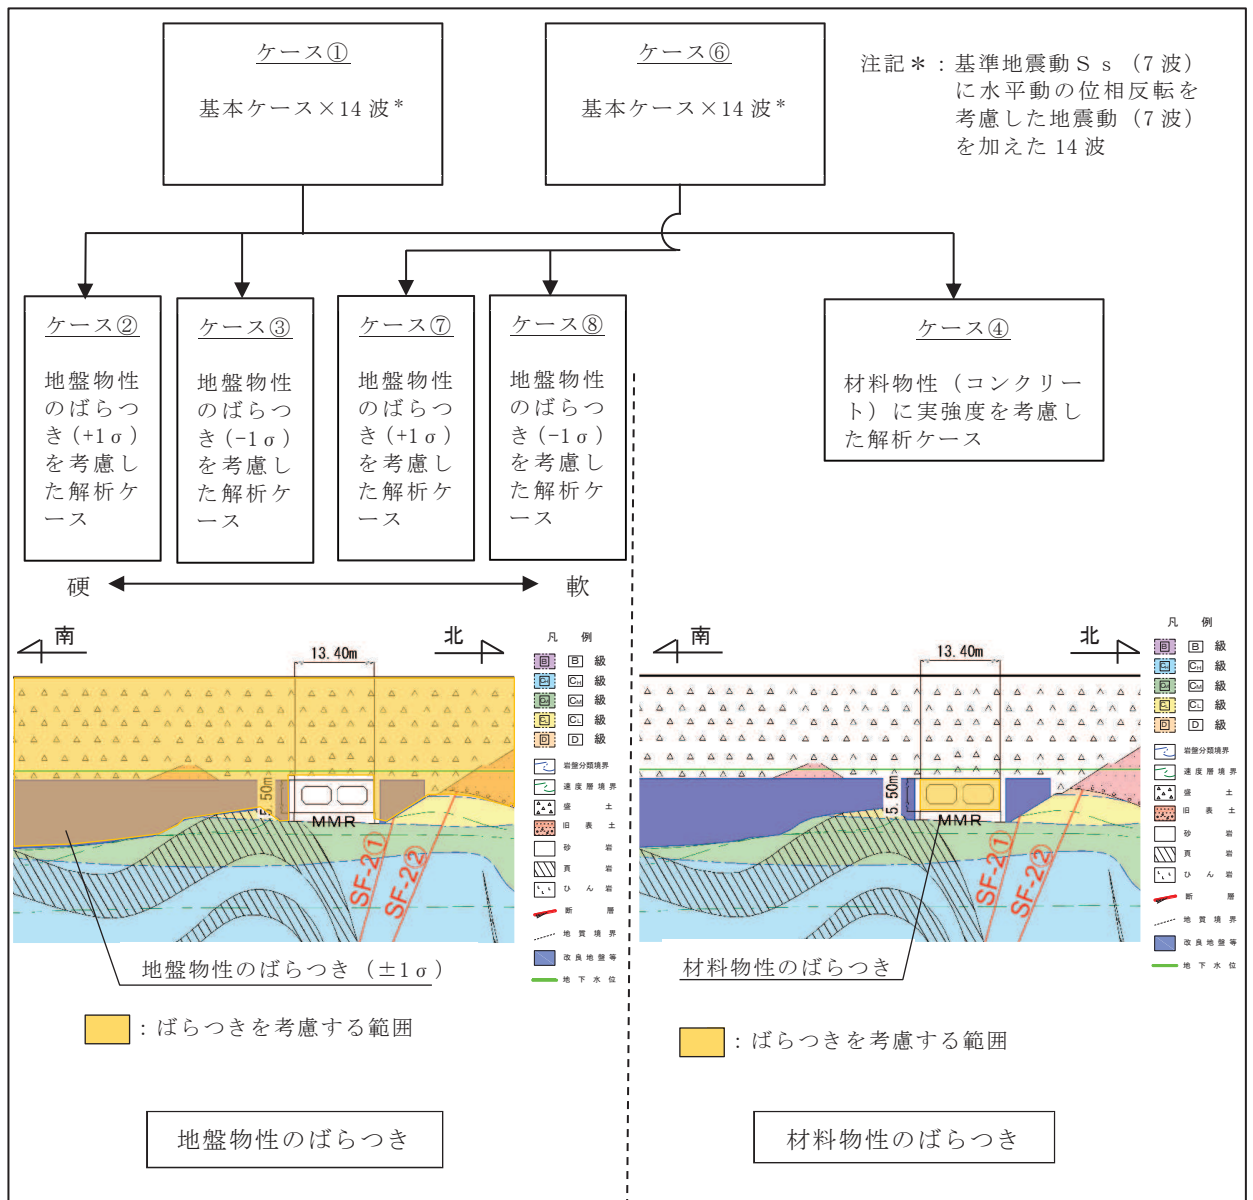 ケース①
基本ケース×14 波*
ケース⑥
基本ケース×14 波*
注記*：基準地震動Ｓｓ（7 波）
に水平動の位相反転を
考慮した地震動（7 波）
を加えた 14 波
ケース②
地盤物性
のばらつ
き(+1σ)
を考慮し
た解析ケ
ース
ケース③
地盤物性
のばらつ
き(-1σ)
を考慮し
た解析ケ
ース
ケース⑦
地盤物性
のばらつ
き(+1σ)
を考慮し
た解析ケ
ース
ケース⑧
地盤物性
のばらつ
き(-1σ)
を考慮し
た解析ケ
ース
ケース④
材料物性（コンクリー
ト）に実強度を考慮し
た解析ケース
硬
軟
南
北
13.40m
5.50m
MMR
SF-2①
SF-2②
凡 例
B B 級
CH 級
CM 級
CL 級
D D 級
岩盤分類境界
速度層境界
盛 土
旧 表 土
砂 岩
頁 岩
ひ ん 岩
断 層
地 質 境 界
改 良 地 盤 等
地 下 水 位
地盤物性のばらつき（±1σ）
：ばらつきを考慮する範囲
地盤物性のばらつき
南
北
13.40m
5.50m
MMR
SF-2①
SF-2②
凡 例
B B 級
CH 級
CM 級
CL 級
D D 級
岩盤分類境界
速度層境界
盛 土
旧 表 土
砂 岩
頁 岩
ひ ん 岩
断 層
地 質 境 界
改 良 地 盤 等
地 下 水 位
材料物性のばらつき
：ばらつきを考慮する範囲
材料物性のばらつき